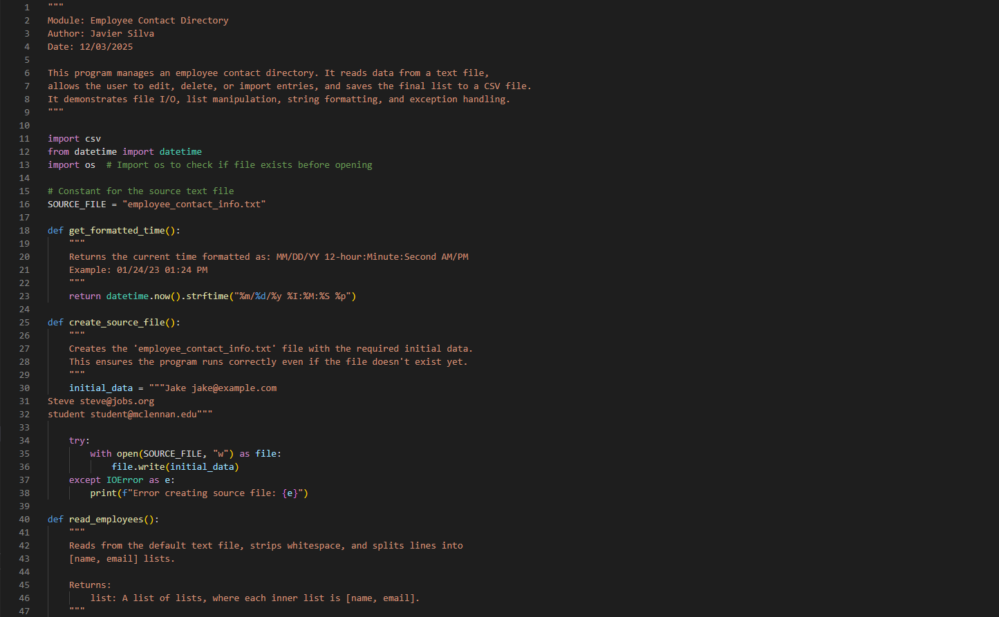 1 """
2 Module: Employee Contact Directory
3 Author: Javier Silva
4 Date: 12/03/2025
5
6 This program manages an employee contact directory. It reads data from a text file,
7 allows the user to edit, delete, or import entries, and saves the final list to a CSV file.
8 It demonstrates file I/O, list manipulation, string formatting, and exception handling.
9 """
10
11 import csv
12 from datetime import datetime
13 import os  # Import os to check if file exists before opening
14
15 # Constant for the source text file
16 SOURCE_FILE = "employee_contact_info.txt"
17
18 def get_formatted_time():
19     """
20     Returns the current time formatted as: MM/DD/YY 12-hour:Minute:Second AM/PM
21     Example: 01/24/23 01:24 PM
22     """
23     return datetime.now().strftime("%m/%d/%y %I:%M:%S %p")
24
25 def create_source_file():
26     """
27     Creates the 'employee_contact_info.txt' file with the required initial data.
28     This ensures the program runs correctly even if the file doesn't exist yet.
29     """
30     initial_data = """Jake jake@example.com
31 Steve steve@jobs.org
32 student student@mclennan.edu"""
33
34     try:
35         with open(SOURCE_FILE, "w") as file:
36             file.write(initial_data)
37     except IOError as e:
38         print(f"Error creating source file: {e}")
39
40 def read_employees():
41     """
42     Reads from the default text file, strips whitespace, and splits lines into
43     [name, email] lists.
44
45     Returns:
46         list: A list of lists, where each inner list is [name, email].
47     """